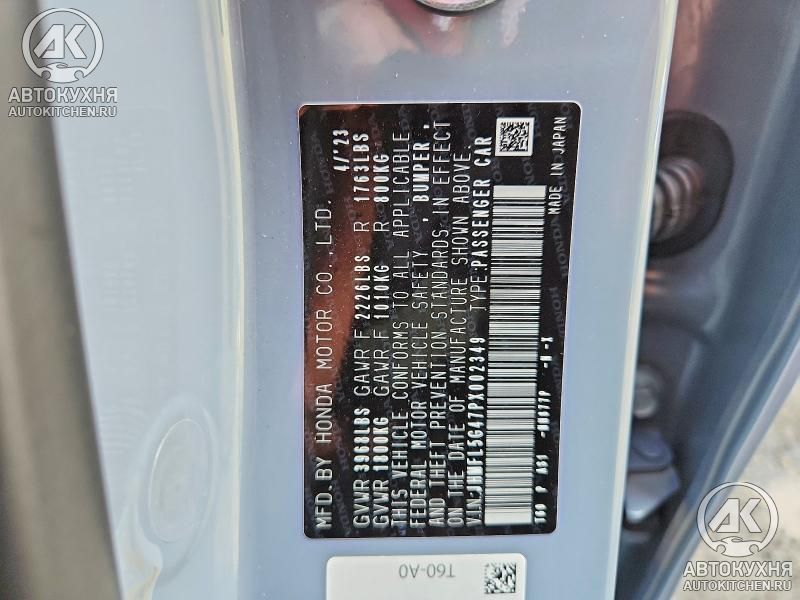 MFD. BY HONDA MOTOR CO., LTD. 4/'23
GVWR 3968LBS GAWR F 2226LBS R 1763LBS
GVWR 1800KG GAWR F 1010KG R 800KG
THIS VEHICLE CONFORMS TO ALL APPLICABLE
FEDERAL MOTOR VEHICLE SAFETY , BUMPER ,
AND THEFT PREVENTION STANDARDS IN EFFECT
ON THE DATE OF MANUFACTURE SHOWN ABOVE.
TYPE:PASSENGER CAR
MADE IN JAPAN
T60-A0
АК
АВТОКУХНЯ
AUTOKITCHEN.RU
АК
АВТОКУХНЯ
AUTOKITCHEN.RU